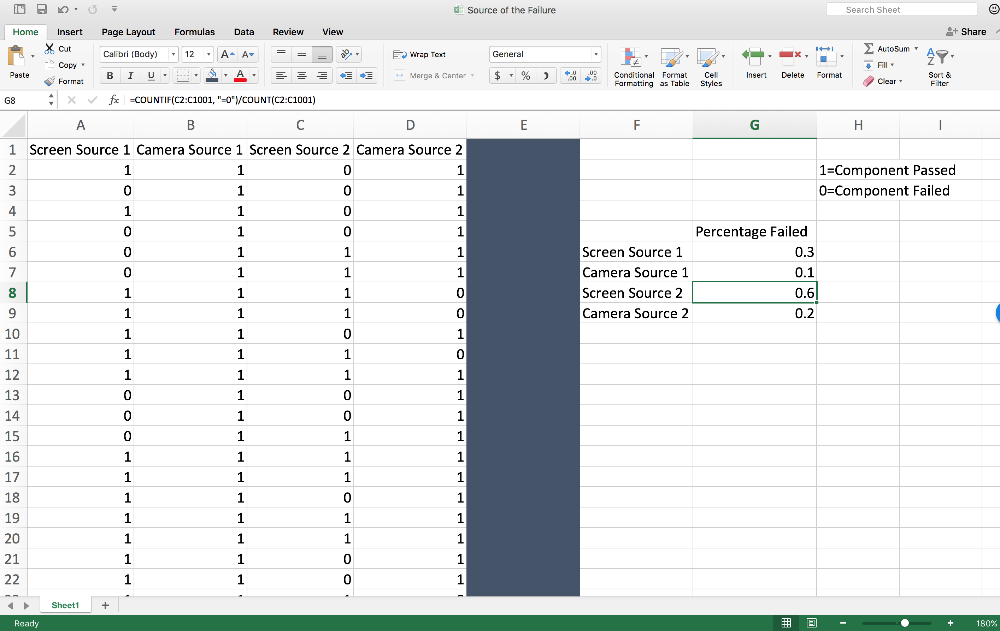 Source of the Failure
Search Sheet
Home Insert Page Layout Formulas Data Review View Share
Paste
Cut
Copy
Format
Calibri (Body) 12
B I U
Wrap Text
Merge & Center
General
$ %
Conditional Formatting
Format as Table
Cell Styles
Insert Delete Format
AutoSum
Fill
Clear
Sort & Filter
G8 fx =COUNTIF(C2:C1001, "=0")/COUNT(C2:C1001)
A B C D E F G H I
1 Screen Source 1 Camera Source 1 Screen Source 2 Camera Source 2
2 1 1 0 1 1=Component Passed
3 0 1 0 1 0=Component Failed
4 1 1 0 1
5 0 1 0 1 Percentage Failed
6 0 1 1 1 Screen Source 1 0.3
7 0 1 1 1 Camera Source 1 0.1
8 1 1 1 0 Screen Source 2 0.6
9 1 1 1 0 Camera Source 2 0.2
10 1 1 0 1
11 1 1 1 0
12 1 1 1 1
13 0 1 0 1
14 0 1 0 1
15 0 1 1 1
16 1 1 1 1
17 1 1 1 1
18 1 1 0 1
19 1 1 1 1
20 1 1 1 1
21 1 1 0 1
22 1 1 0 1
Sheet1 +
Ready
180%